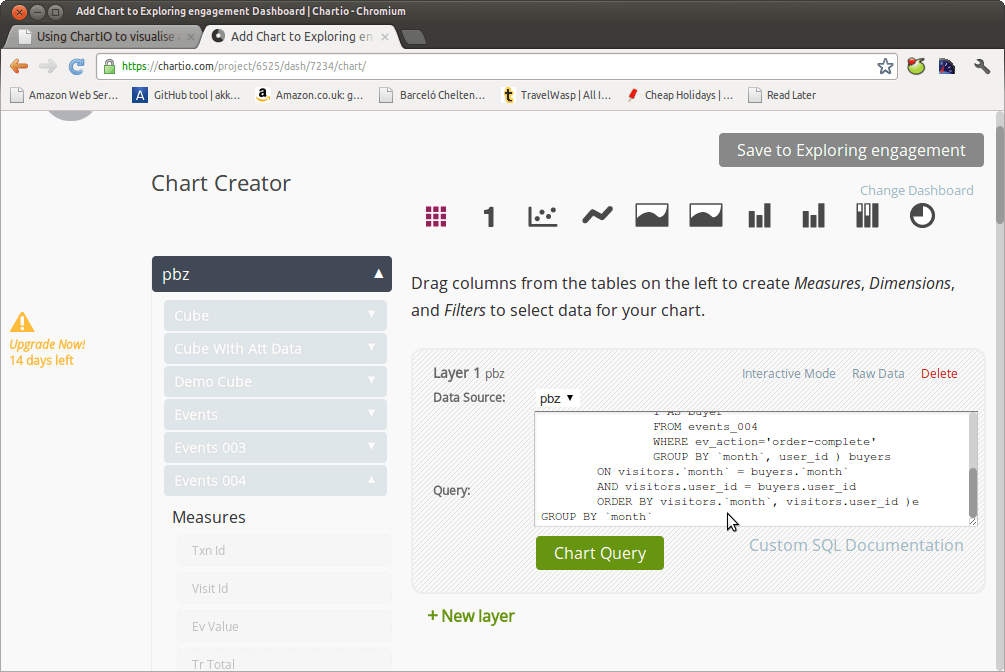 Add Chart to Exploring engagement Dashboard | Chartio - Chromium
Using ChartIO to visualise
Add Chart to Exploring en
https://chartio.com/project/6525/dash/7234/chart/
Amazon Web Ser...
GitHub tool | akk...
Amazon.co.uk: g...
Barceló Chelten...
TravelWasp | All I...
Cheap Holidays | ...
Read Later
Save to Exploring engagement
Chart Creator
Change Dashboard
1
pbz
Drag columns from the tables on the left to create Measures, Dimensions,
and Filters to select data for your chart.
Cube
Cube With Att Data
Demo Cube
Events
Events 003
Events 004
Upgrade Now!
14 days left
Measures
Txn Id
Visit Id
Ev Value
Tr Total
Layer 1 pbz
Interactive Mode
Raw Data
Delete
Data Source:
pbz
Query:
1 AS buyer
FROM events_004
WHERE ev_action='order-complete'
GROUP BY `month`, user_id ) buyers
ON visitors.`month` = buyers.`month`
AND visitors.user_id = buyers.user_id
ORDER BY visitors.`month`, visitors.user_id )e
GROUP BY `month`
Chart Query
Custom SQL Documentation
+ New layer